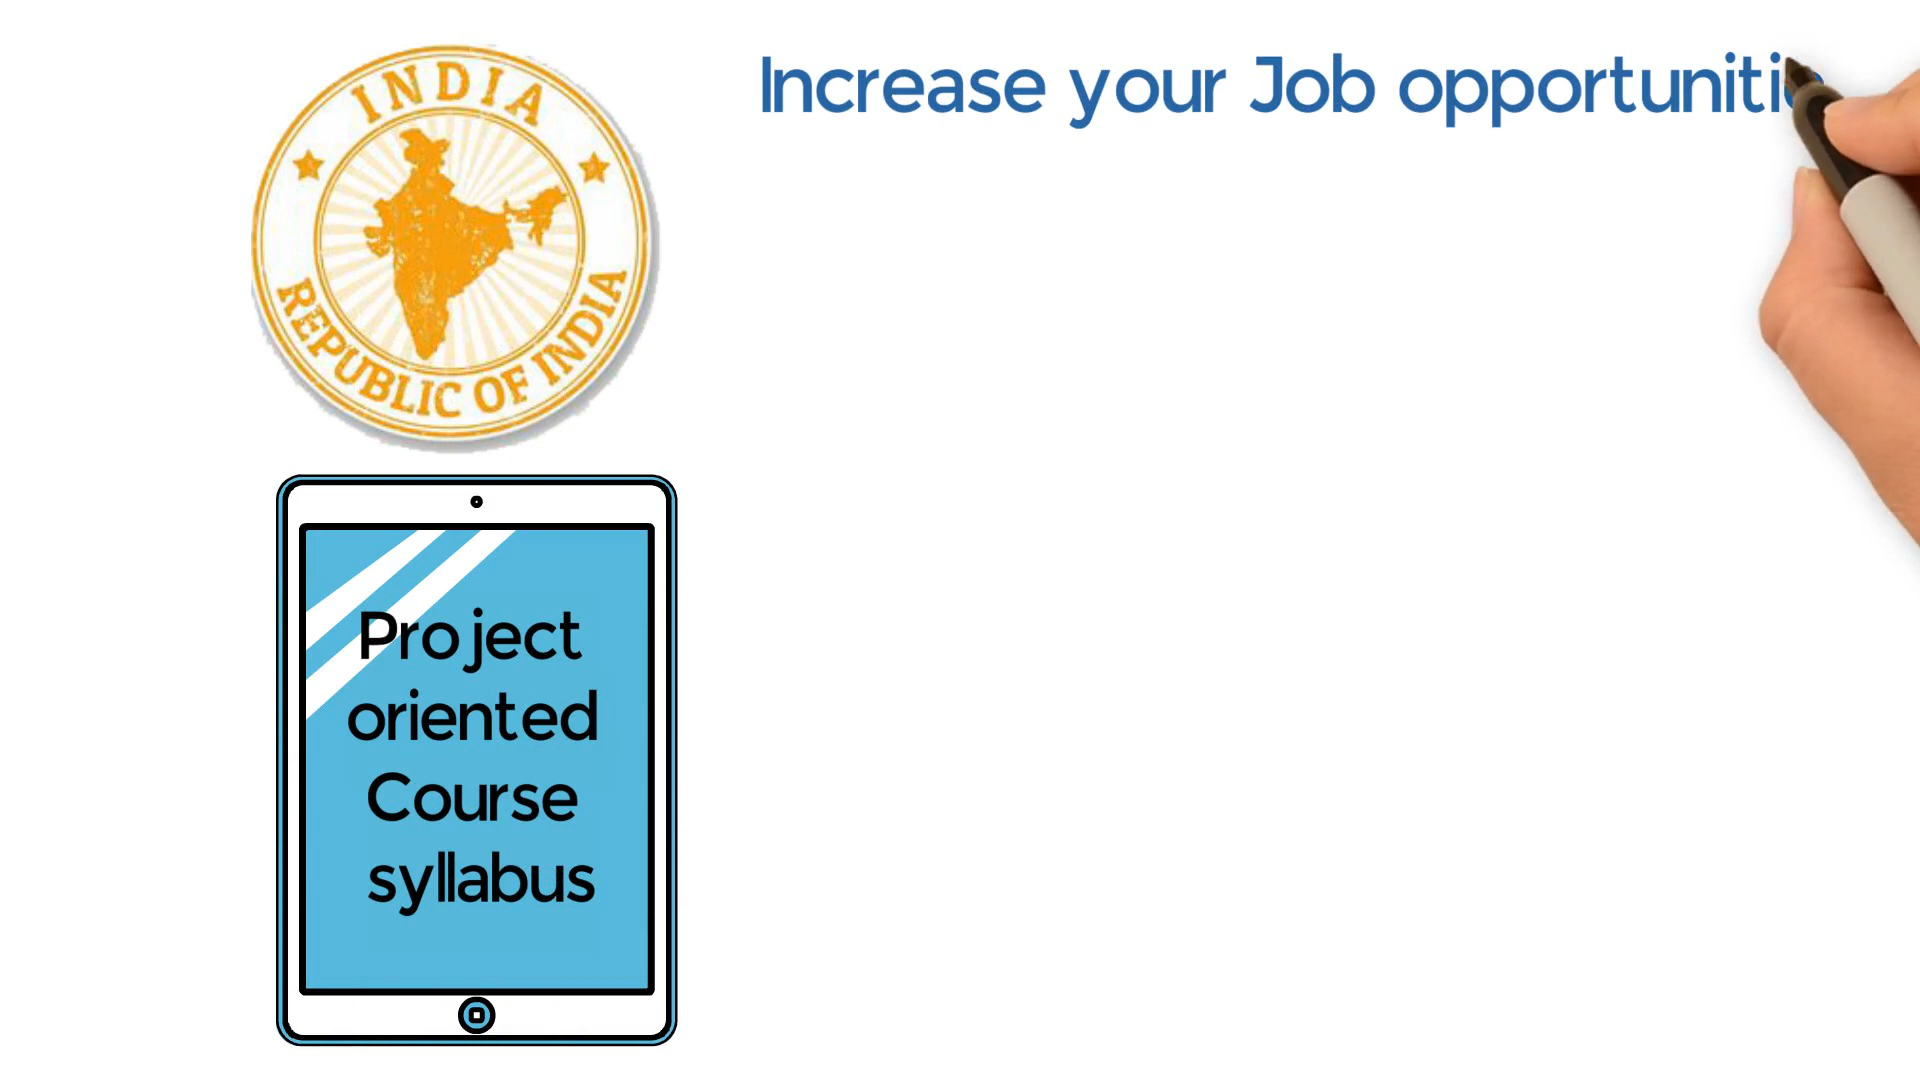 INDIA
REPUBLIC OF INDIA
Increase your Job opportuniti
Project
oriented
Course
syllabus